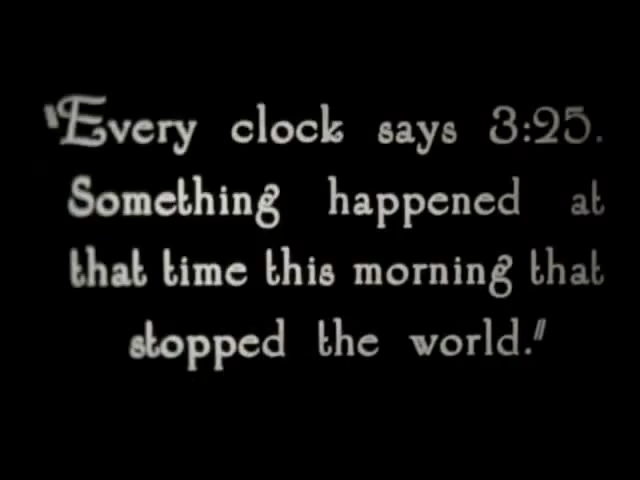 "Every clock says 3:25.
Something happened at
that time this morning that
stopped the world."